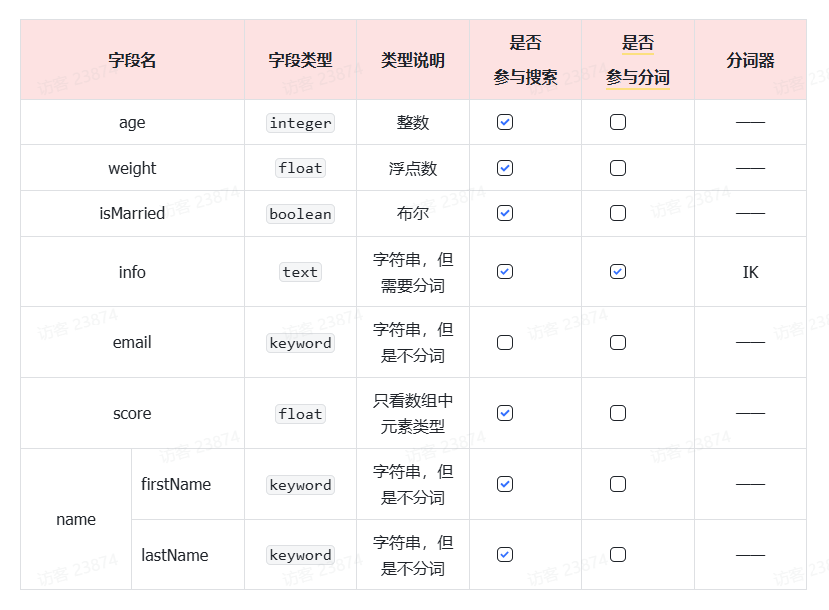 字段名 字段类型 类型说明 是否 参与搜索 是否 参与分词 分词器
age integer 整数 ——
weight float 浮点数 ——
isMarried boolean 布尔 ——
info text 字符串，但需要分词 IK
email keyword 字符串，但是不分词 ——
score float 只看数组中元素类型 ——
name firstName keyword 字符串，但是不分词 ——
lastName keyword 字符串，但是不分词 ——
访客 23874